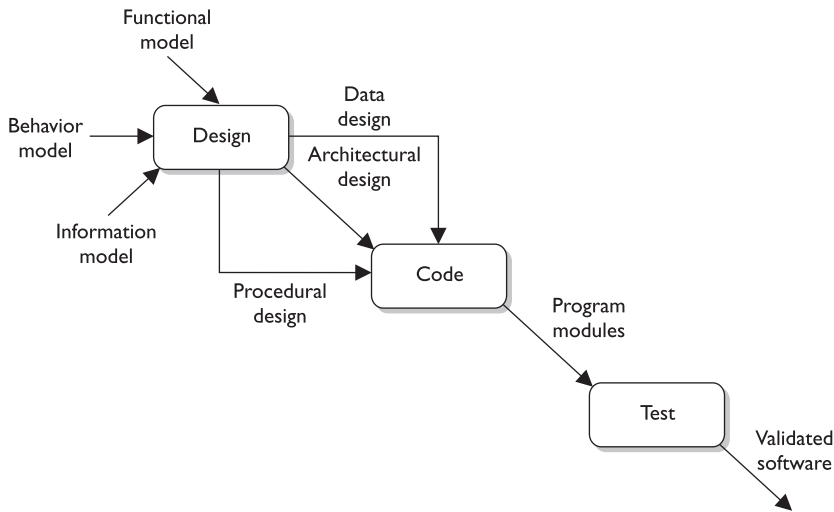 Functional
model
Behavior
model
Design
Data
design
Architectural
design
Information
model
Code
Procedural
design
Program
modules
Test
Validated
software